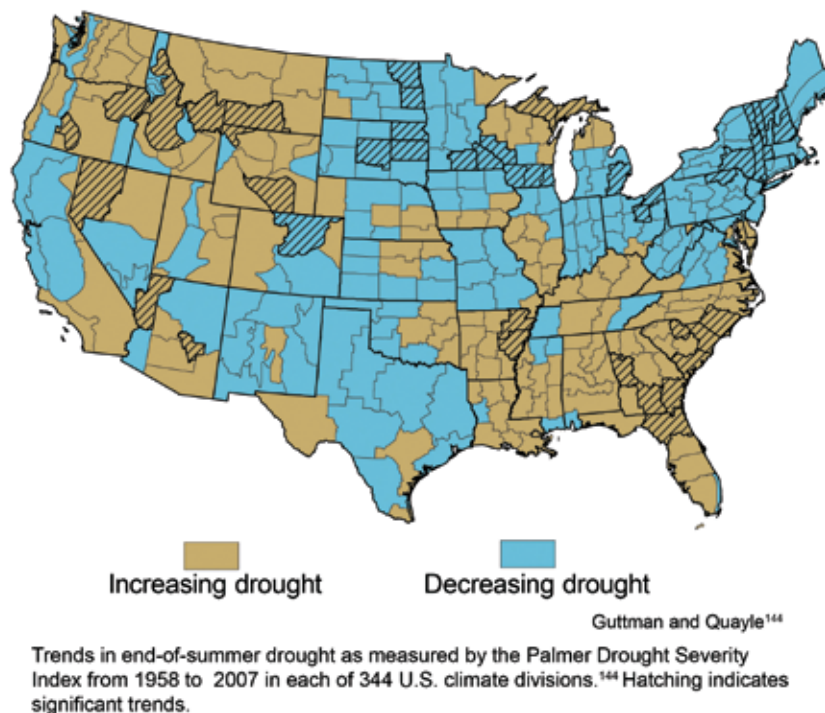 Increasing drought
Decreasing drought
Guttman and Quayle¹⁴⁴
Trends in end-of-summer drought as measured by the Palmer Drought Severity
Index from 1958 to 2007 in each of 344 U.S. climate divisions.¹⁴⁴ Hatching indicates
significant trends.